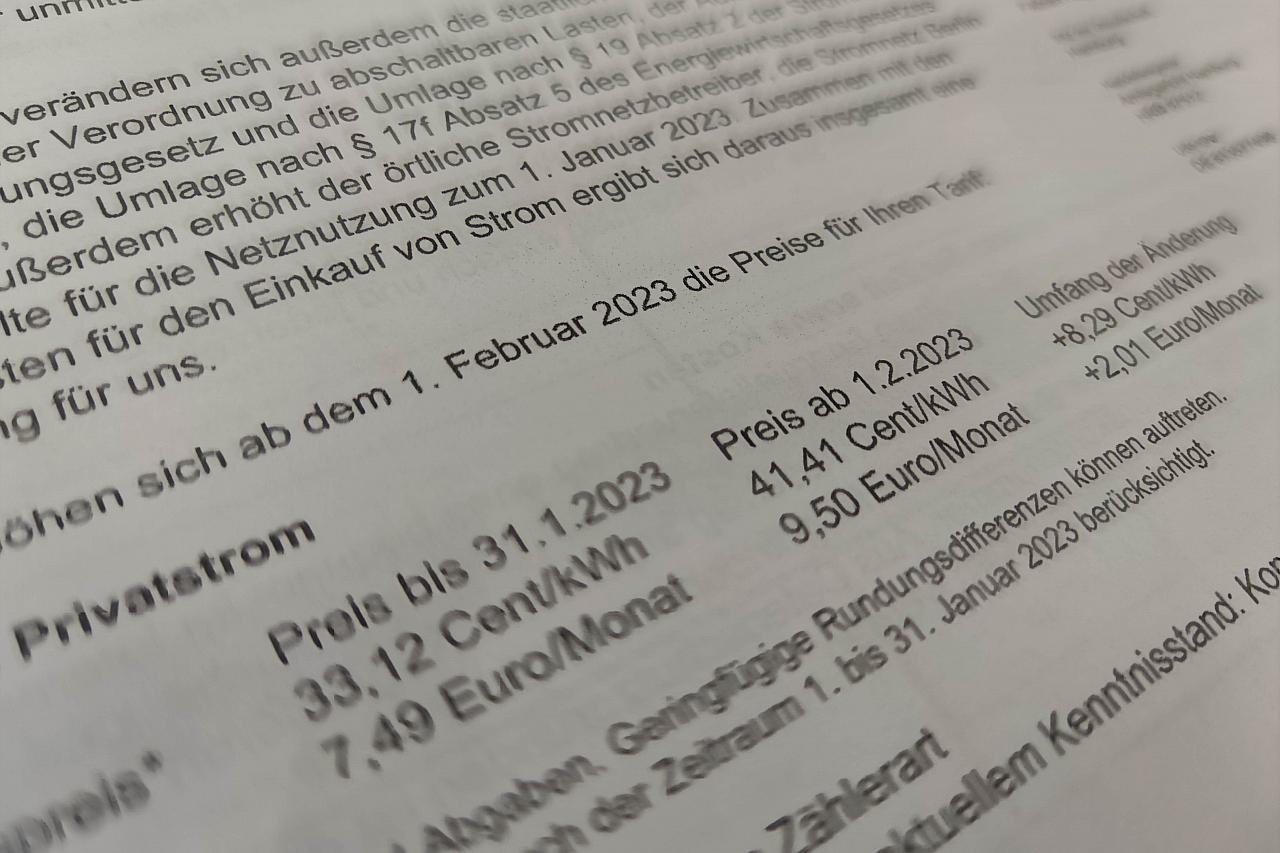 unmitt
verändern sich außerdem die staatlich
er Verordnung zu abschaltbaren Lasten, der
ungsgesetz und die Umlage nach § 19 Absatz 2 der
, die Umlage nach § 17f Absatz 5 des Energiewirtschaftsgesetzes
ußerdem erhöht der örtliche Stromnetzbetreiber, die Stromnetz Berlin
lte für die Netznutzung zum 1. Januar 2023. Zusammen mit den
sten für den Einkauf von Strom ergibt sich daraus insgesamt eine
ng für uns.
öhen sich ab dem 1. Februar 2023 die Preise für Ihren Tarif:
Privatstrom
Preis bis 31.1.2023 Preis ab 1.2.2023 Umfang der Änderung
33,12 Cent/kWh 41,41 Cent/kWh +8,29 Cent/kWh
preis* 7,49 Euro/Monat 9,50 Euro/Monat +2,01 Euro/Monat
Abgaben. Geringfügige Rundungsdifferenzen können auftreten.
ch der Zeitraum 1. bis 31. Januar 2023 berücksichtigt.
Zählerart
aktuellem Kenntnisstand: Kon